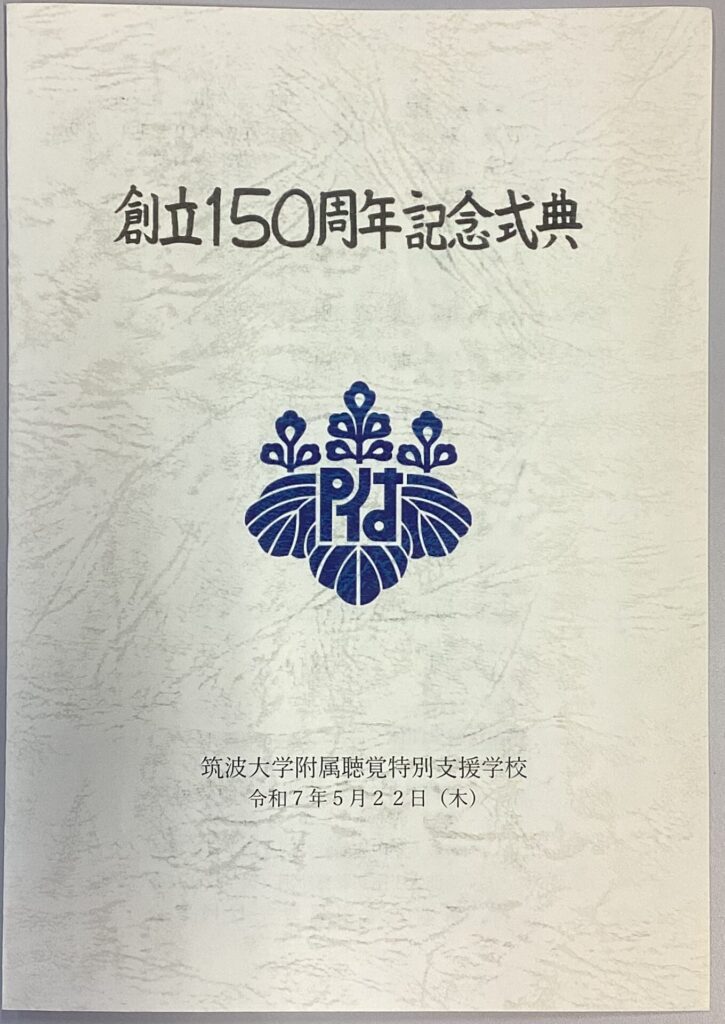 創立150周年記念式典
筑波大学附属聴覚特別支援学校
令和７年５月２２日（木）